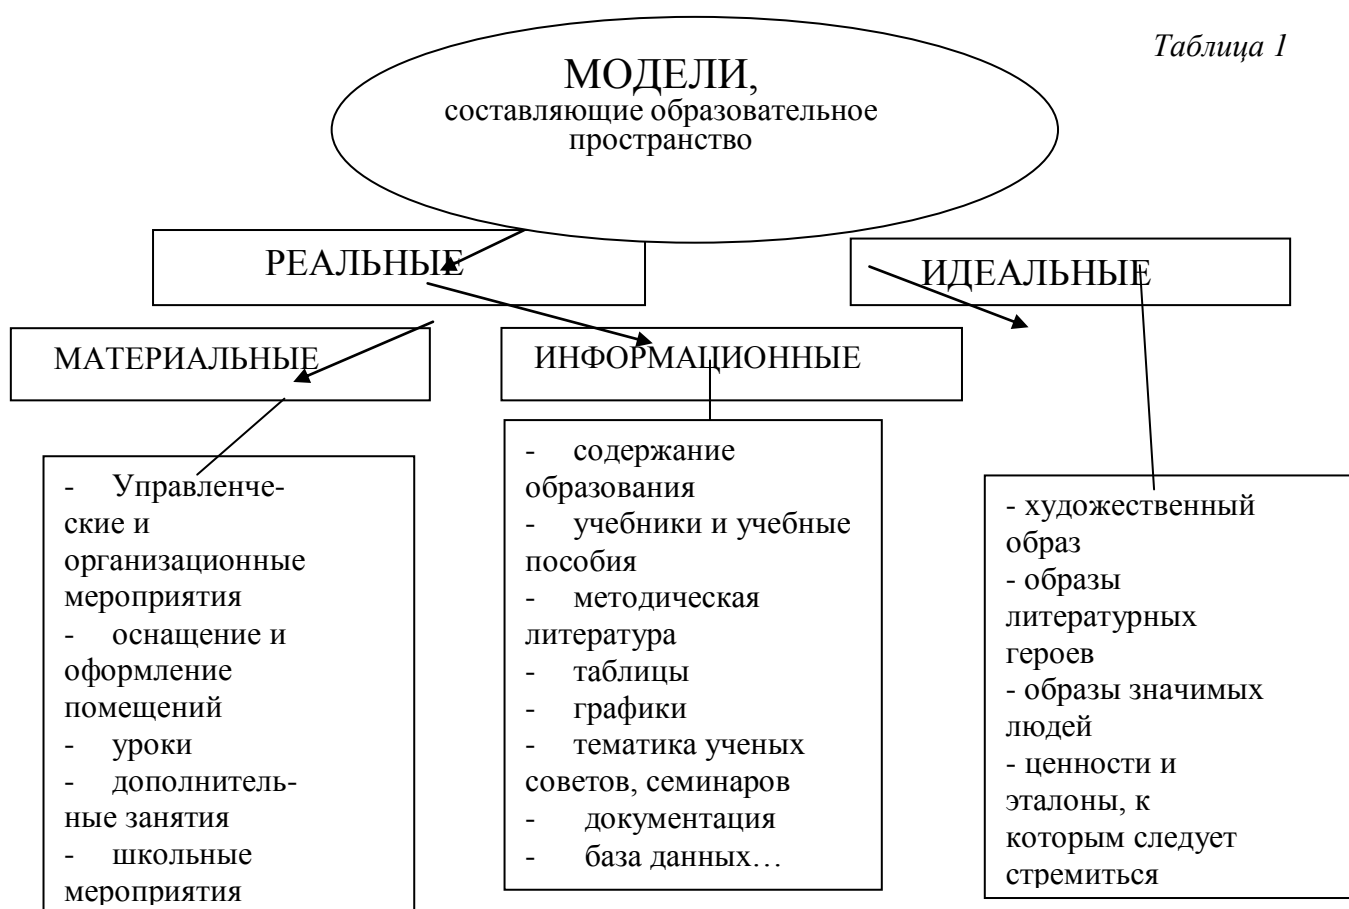 Таблица 1
МОДЕЛИ,
составляющие образовательное
пространство
РЕАЛЬНЫЕ
ИДЕАЛЬНЫЕ
МАТЕРИАЛЬНЫЕ
ИНФОРМАЦИОННЫЕ
- Управленче-
ские и
организационные
мероприятия
- оснащение и
оформление
помещений
- уроки
- дополнитель-
ные занятия
- школьные
мероприятия
- содержание
образования
- учебники и учебные
пособия
- методическая
литература
- таблицы
- графики
- тематика ученых
советов, семинаров
- документация
- база данных…
- художественный
образ
- образы
литературных
героев
- образы значимых
людей
- ценности и
эталоны, к
которым следует
стремиться